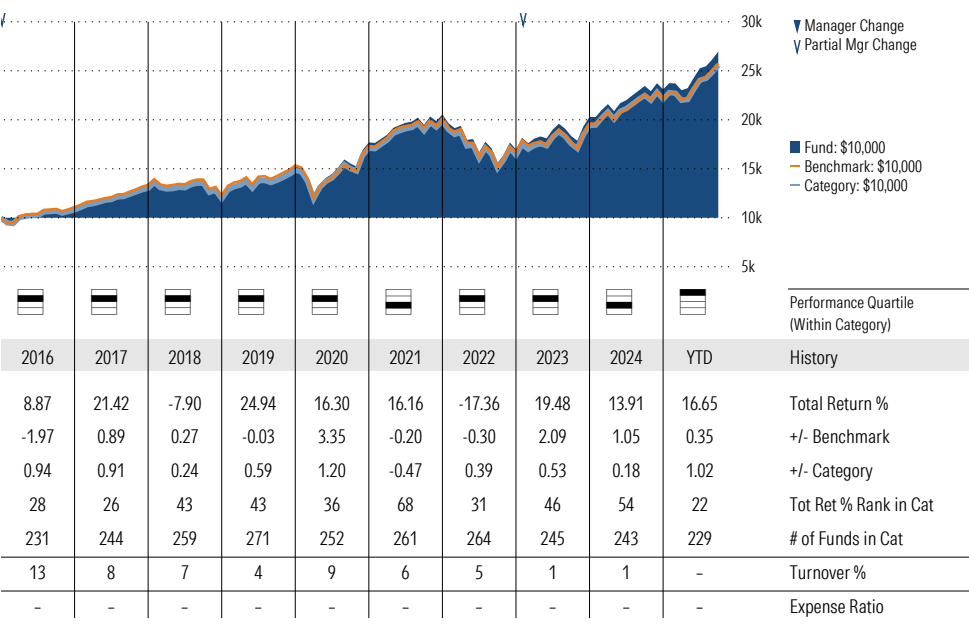 30k
▼ Manager Change
∨ Partial Mgr Change
25k
20k
Fund: $10,000
Benchmark: $10,000
Category: $10,000
15k
10k
5k
Performance Quartile
(Within Category)
2016 2017 2018 2019 2020 2021 2022 2023 2024 YTD History
8.87 21.42 -7.90 24.94 16.30 16.16 -17.36 19.48 13.91 16.65 Total Return %
-1.97 0.89 0.27 -0.03 3.35 -0.20 -0.30 2.09 1.05 0.35 +/- Benchmark
0.94 0.91 0.24 0.59 1.20 -0.47 0.39 0.53 0.18 1.02 +/- Category
28 26 43 43 36 68 31 46 54 22 Tot Ret % Rank in Cat
231 244 259 271 252 261 264 245 243 229 # of Funds in Cat
13 8 7 4 9 6 5 1 1 – Turnover %
– – – – – – – – – – Expense Ratio